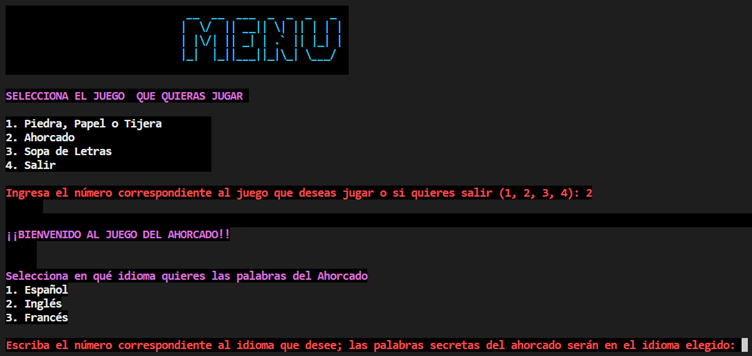 MENU
SELECCIONA EL JUEGO  QUE QUIERAS JUGAR
1. Piedra, Papel o Tijera
2. Ahorcado
3. Sopa de Letras
4. Salir
Ingresa el número correspondiente al juego que deseas jugar o si quieres salir (1, 2, 3, 4): 2
¡¡BIENVENIDO AL JUEGO DEL AHORCADO!!
Selecciona en qué idioma quieres las palabras del Ahorcado
1. Español
2. Inglés
3. Francés
Escriba el número correspondiente al idioma que desee; las palabras secretas del ahorcado serán en el idioma elegido: